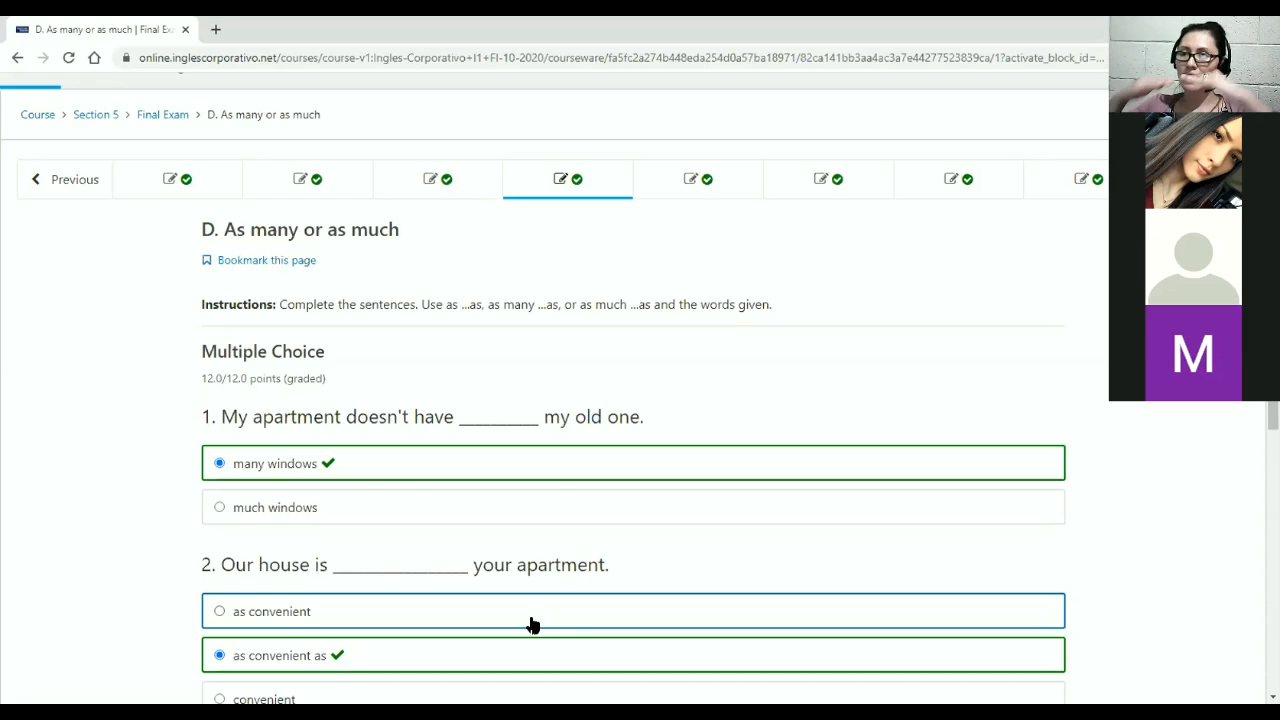 D. As many or as much | Final Exa
online.inglescorporativo.net/courses/course-v1:Ingles-Corporativo+I1+FI-10-2020/courseware/fa5fc2a274b448eda254d0a57ba18971/82ca141bb3aa4ac3a7e44277523839ca/1?activate_block_id=...
Course > Section 5 > Final Exam > D. As many or as much
Previous
D. As many or as much
Bookmark this page
Instructions: Complete the sentences. Use as ...as, as many ...as, or as much ...as and the words given.
Multiple Choice
12.0/12.0 points (graded)
1. My apartment doesn't have __________ my old one.
many windows
much windows
2. Our house is _________________ your apartment.
as convenient
as convenient as
convenient
M